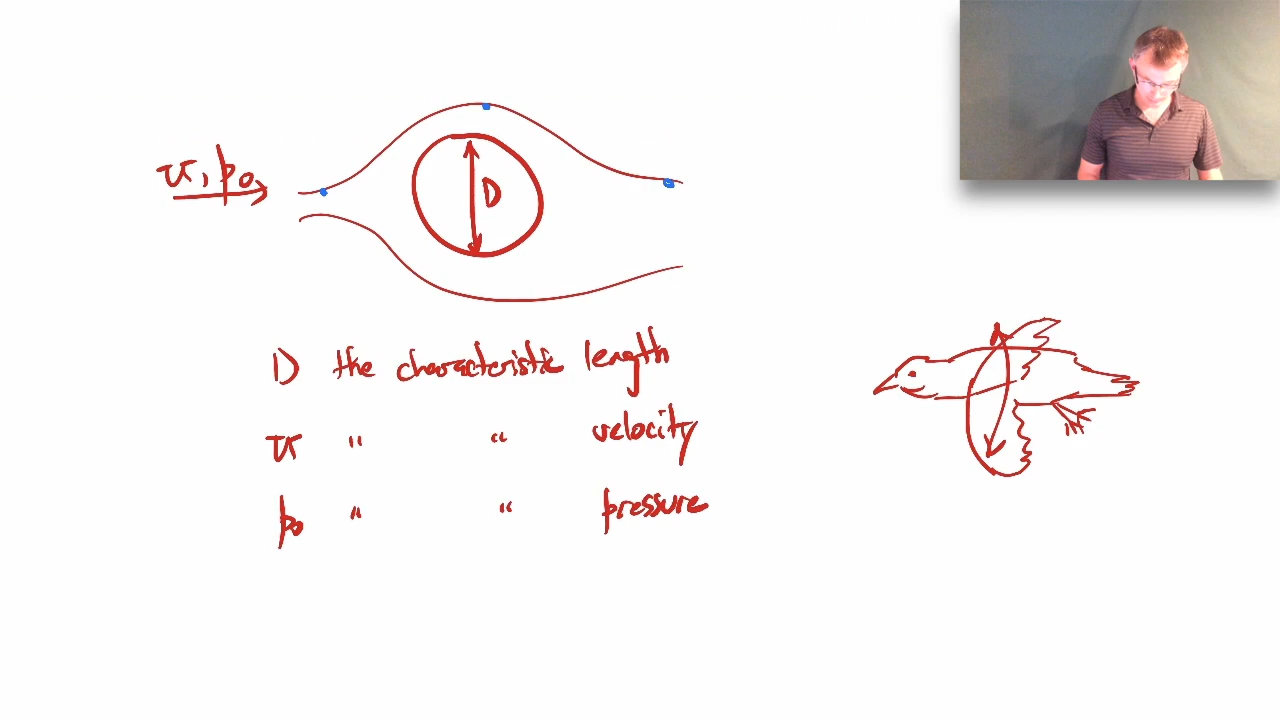 U, p₀
D
D the characteristic length
U " " velocity
p₀ " " pressure